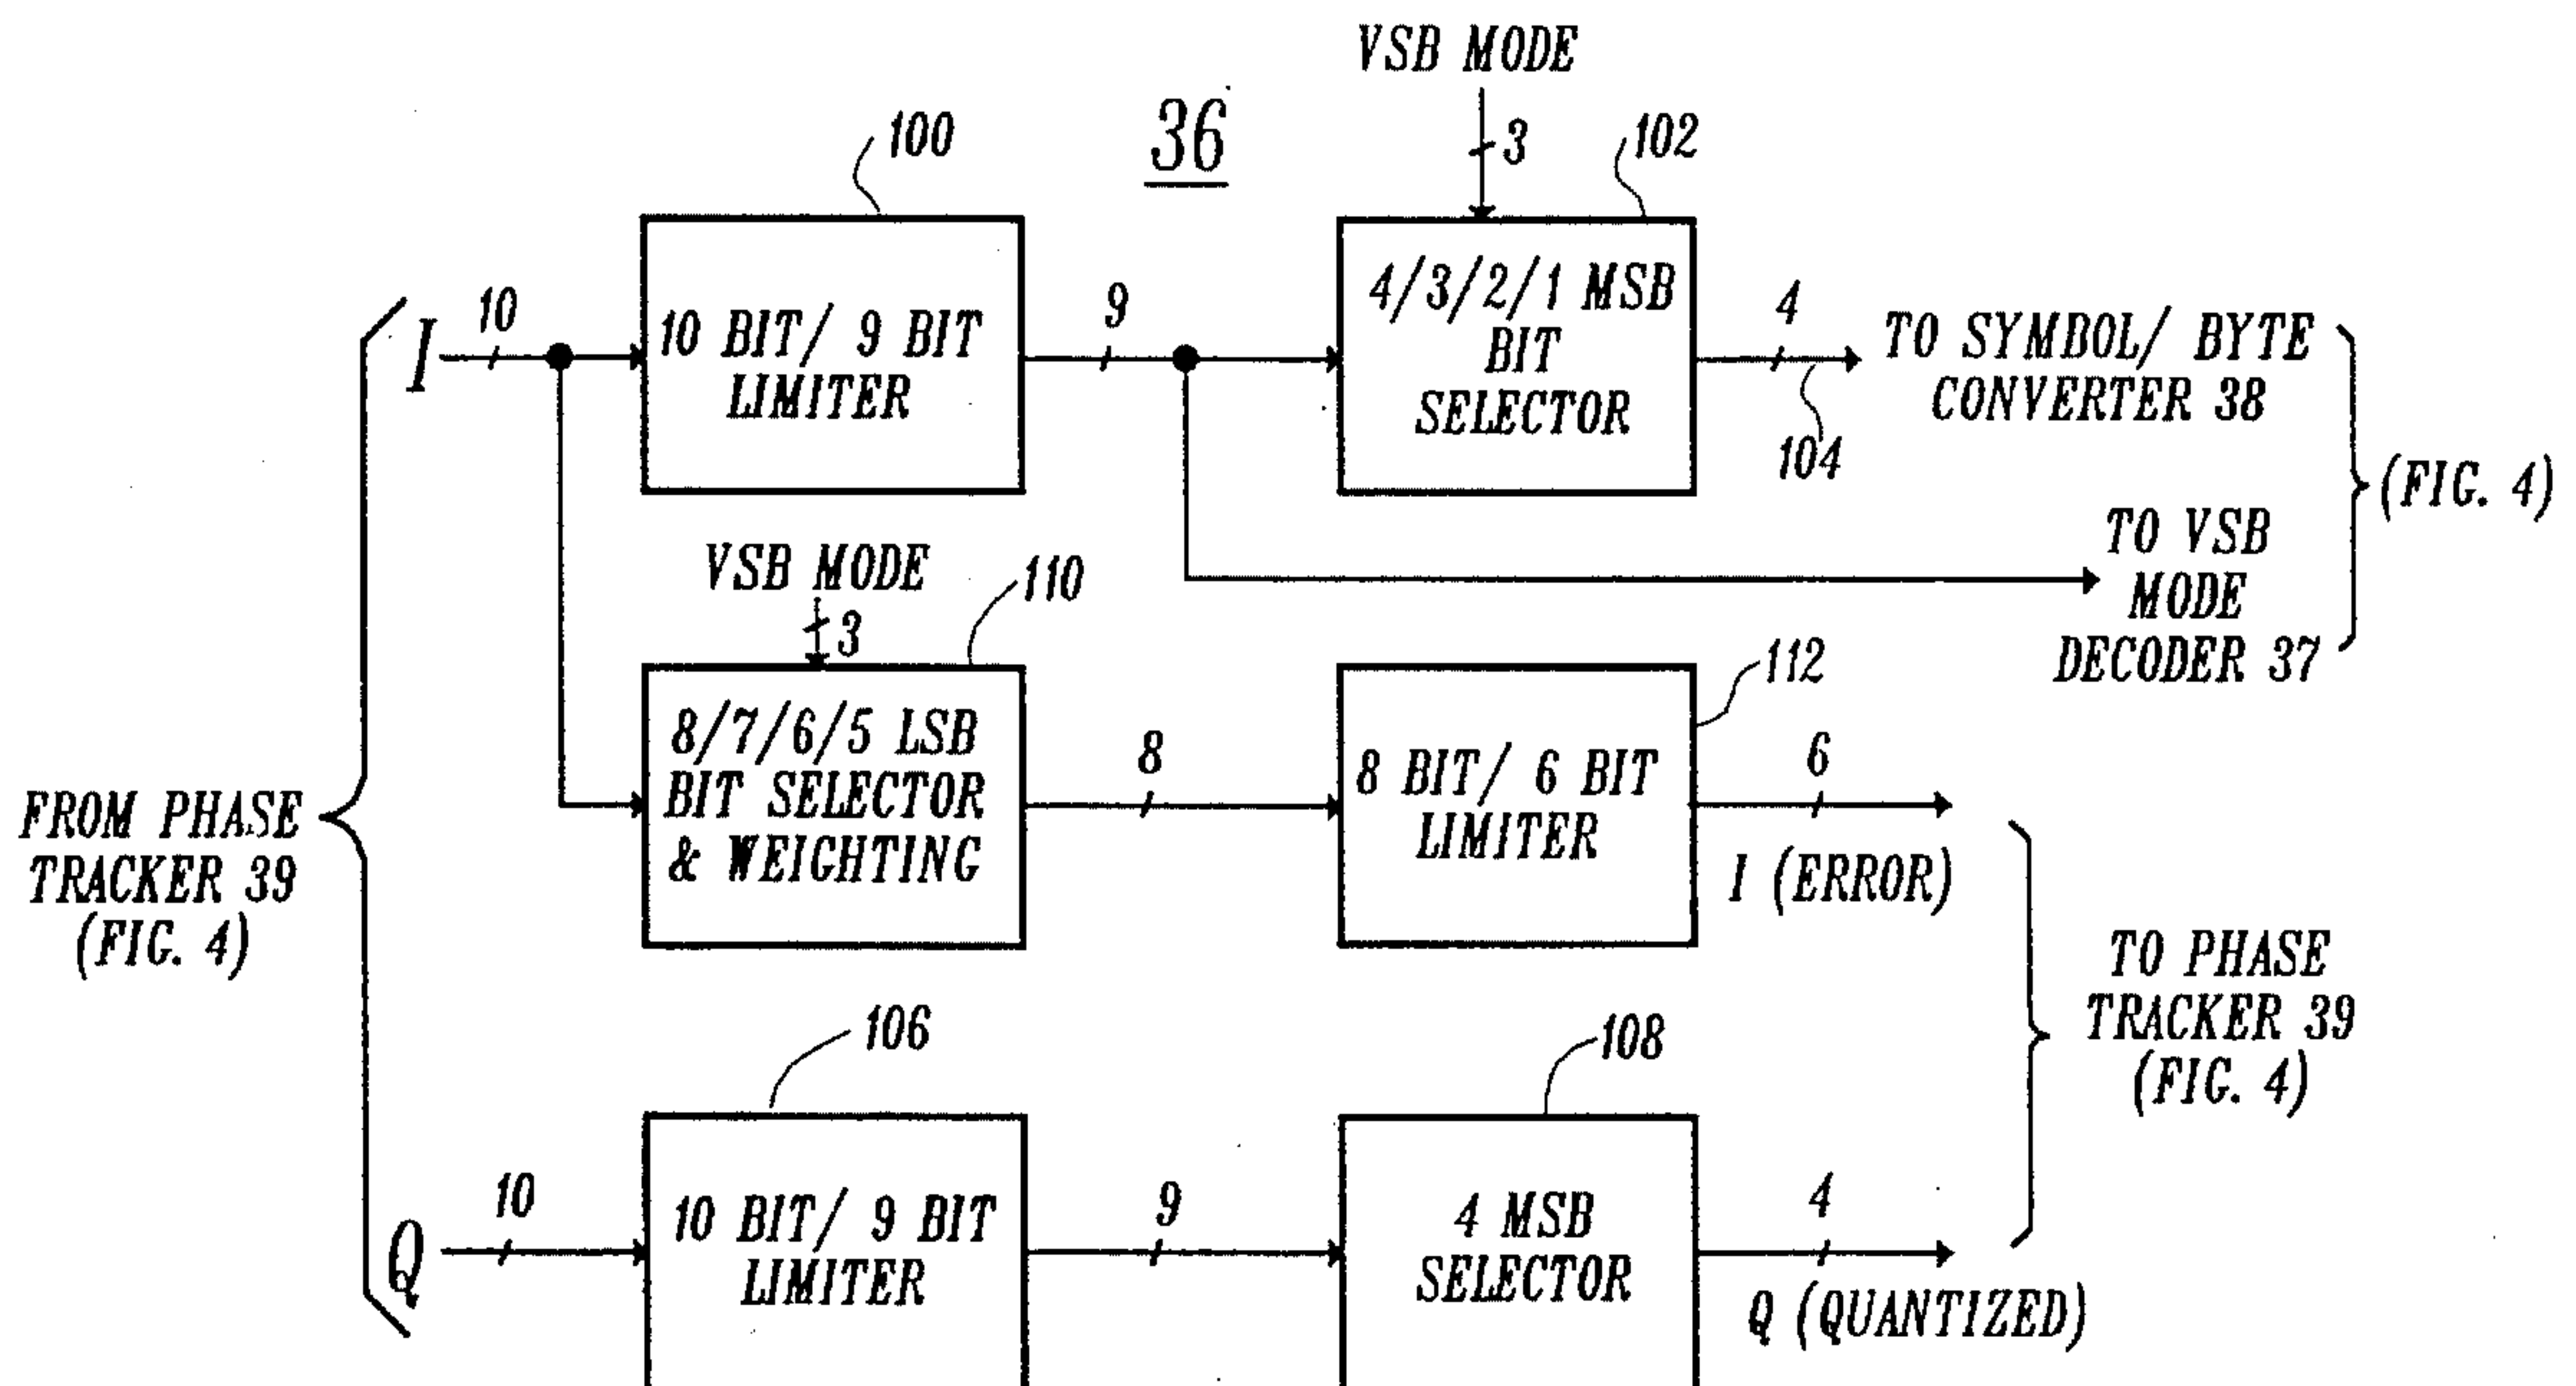 VSB MODE
3
36
100
102
I
10
10 BIT/ 9 BIT
LIMITER
9
4/3/2/1 MSB
BIT
SELECTOR
4
104
TO SYMBOL/ BYTE
CONVERTER 38
(FIG. 4)
TO VSB
MODE
DECODER 37
VSB MODE
3
110
8/7/6/5 LSB
BIT SELECTOR
& WEIGHTING
8
112
8 BIT/ 6 BIT
LIMITER
6
I (ERROR)
FROM PHASE
TRACKER 39
(FIG. 4)
TO PHASE
TRACKER 39
(FIG. 4)
106
108
Q
10
10 BIT/ 9 BIT
LIMITER
9
4 MSB
SELECTOR
4
Q (QUANTIZED)